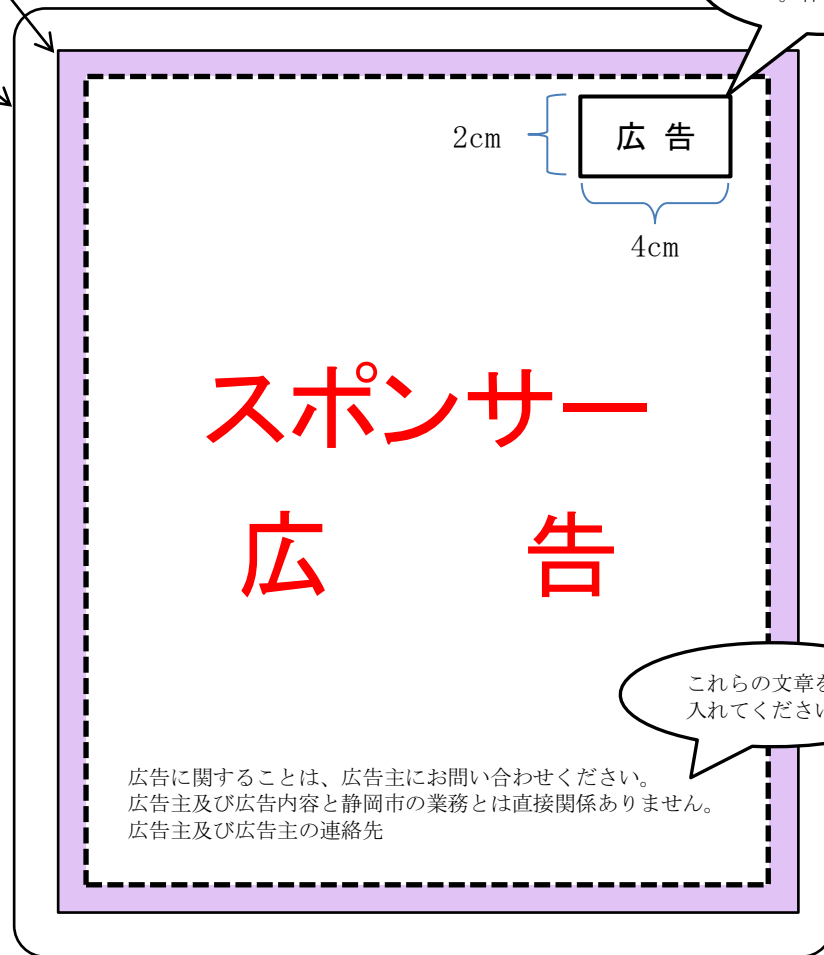 2cm
広 告
4cm
スポンサー
広 告
これらの文章を
入れてください
広告に関することは、広告主にお問い合わせください。
広告主及び広告内容と静岡市の業務とは直接関係ありません。
広告主及び広告主の連絡先